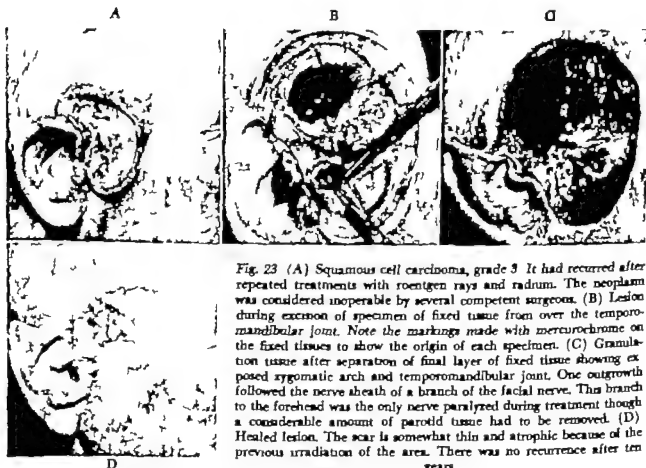 A
B
C
D
Fig. 23 (A) Squamous cell carcinoma, grade 3 It had recurred after
repeated treatments with roentgen rays and radium. The neoplasm
was considered inoperable by several competent surgeons. (B) Lesion
during excision of specimen of fixed tissue from over the temporo-
mandibular joint. Note the markings made with mercurochrome on
the fixed tissues to show the origin of each specimen. (C) Granula-
tion tissue after separation of final layer of fixed tissue showing ex
posed zygomatic arch and temporomandibular joint. One outgrowth
followed the nerve sheath of a branch of the facial nerve. This branch
to the forehead was the only nerve paralyzed during treatment though
a considerable amount of parotid tissue had to be removed. (D)
Healed lesion. The scar is somewhat thin and atrophic because of the
previous irradiation of the area. There was no recurrence after ten
years